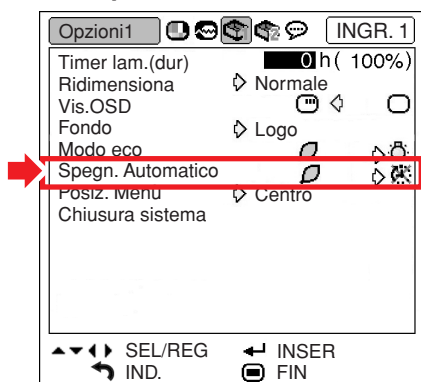 Opzioni1 INGR. 1
Timer lam.(dur) 0 h ( 100%)
Ridimensiona Normale
Vis.OSD
Fondo Logo
Modo eco
Spegn. Automatico
Posiz. Menu Centro
Chiusura sistema
SEL/REG INSER
IND. FIN